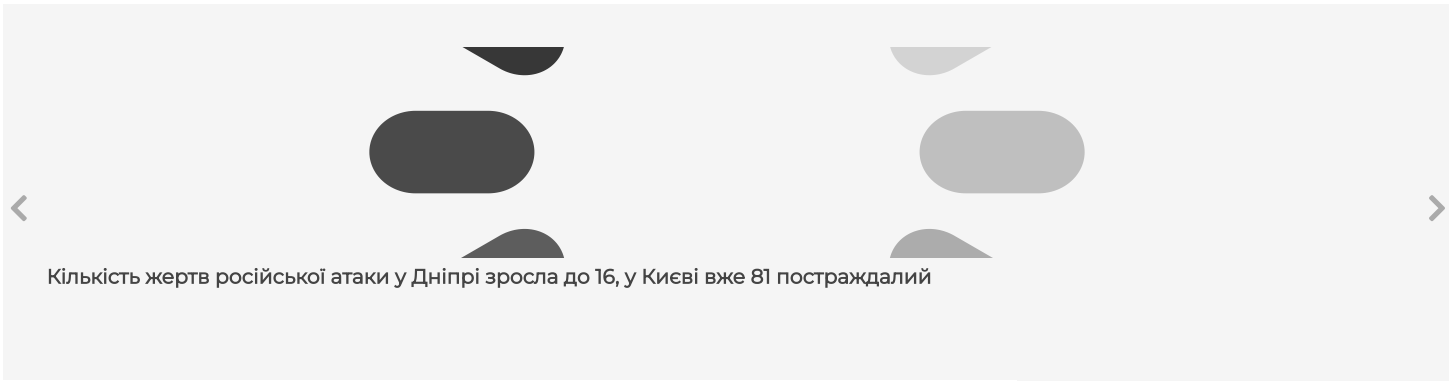 Кількість жертв російської атаки у Дніпрі зросла до 16, у Києві вже 81 постраждалий